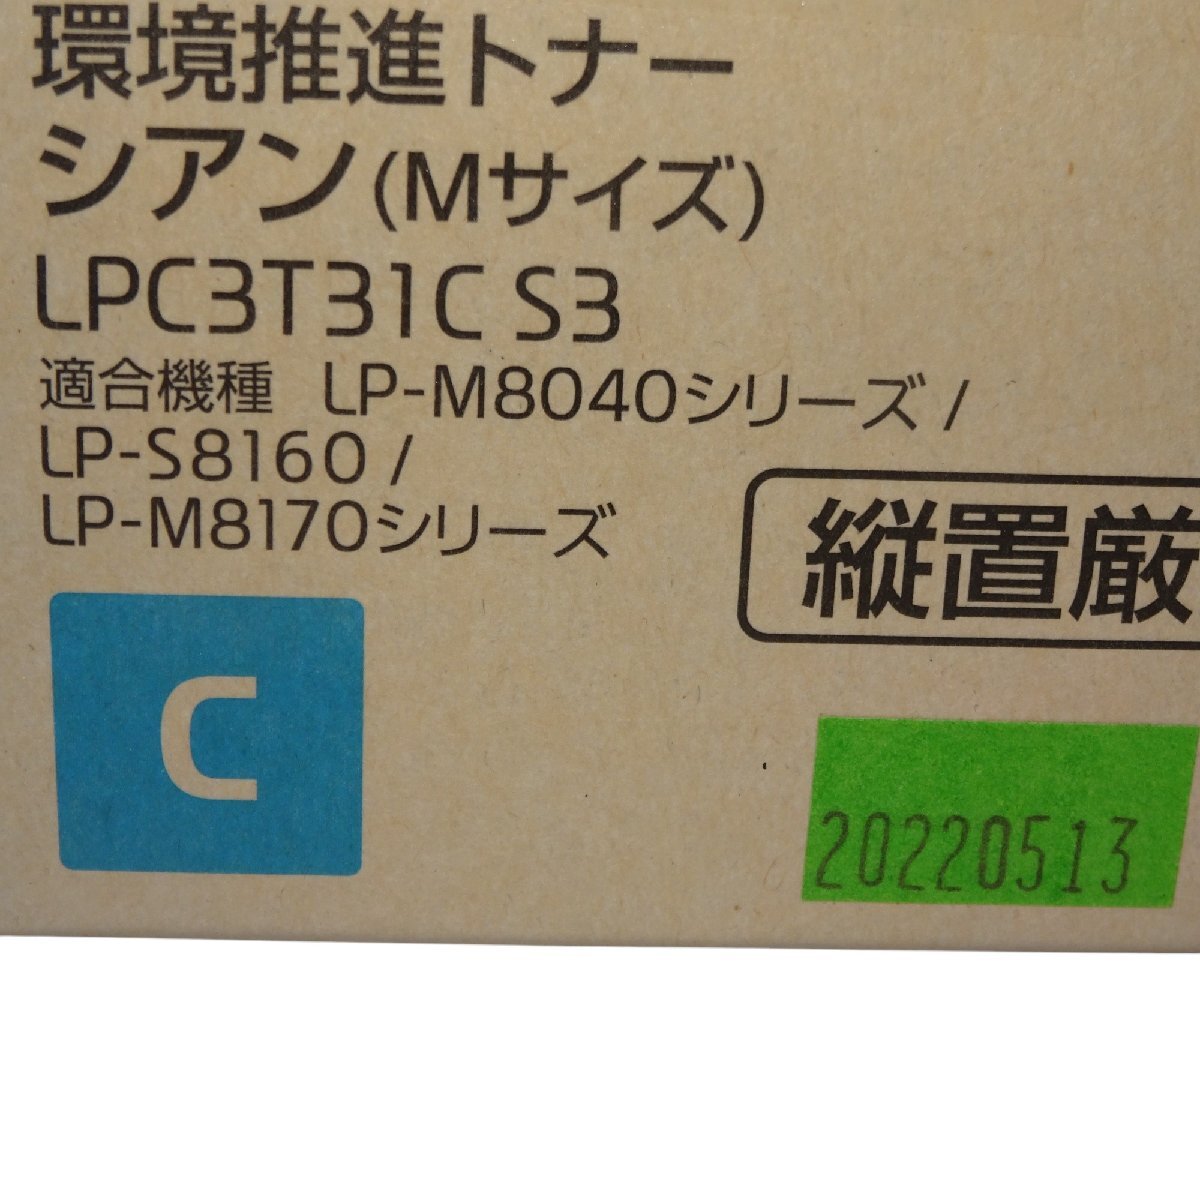 環境推進トナー
シアン(Mサイズ)
LPC3T31C S3
適合機種 LP-M8040シリーズ /
LP-S8160 /
LP-M8170シリーズ
縦置厳
C
20220513